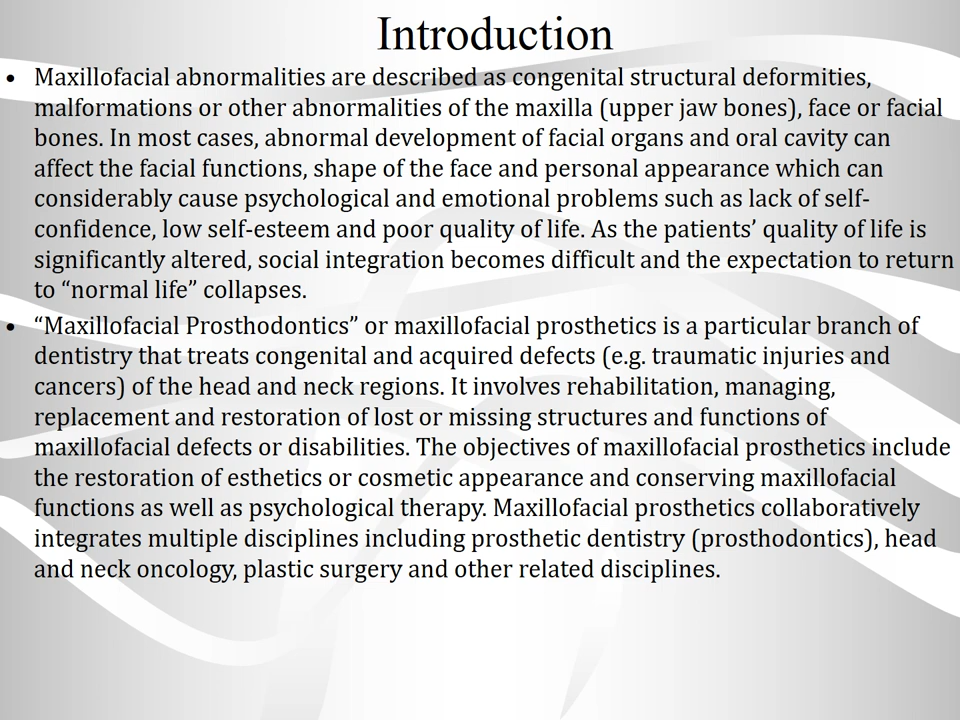 Introduction
• Maxillofacial abnormalities are described as congenital structural deformities,
malformations or other abnormalities of the maxilla (upper jaw bones), face or facial
bones. In most cases, abnormal development of facial organs and oral cavity can
affect the facial functions, shape of the face and personal appearance which can
considerably cause psychological and emotional problems such as lack of self-
confidence, low self-esteem and poor quality of life. As the patients’ quality of life is
significantly altered, social integration becomes difficult and the expectation to return
to “normal life” collapses.
• “Maxillofacial Prosthodontics” or maxillofacial prosthetics is a particular branch of
dentistry that treats congenital and acquired defects (e.g. traumatic injuries and
cancers) of the head and neck regions. It involves rehabilitation, managing,
replacement and restoration of lost or missing structures and functions of
maxillofacial defects or disabilities. The objectives of maxillofacial prosthetics include
the restoration of esthetics or cosmetic appearance and conserving maxillofacial
functions as well as psychological therapy. Maxillofacial prosthetics collaboratively
integrates multiple disciplines including prosthetic dentistry (prosthodontics), head
and neck oncology, plastic surgery and other related disciplines.